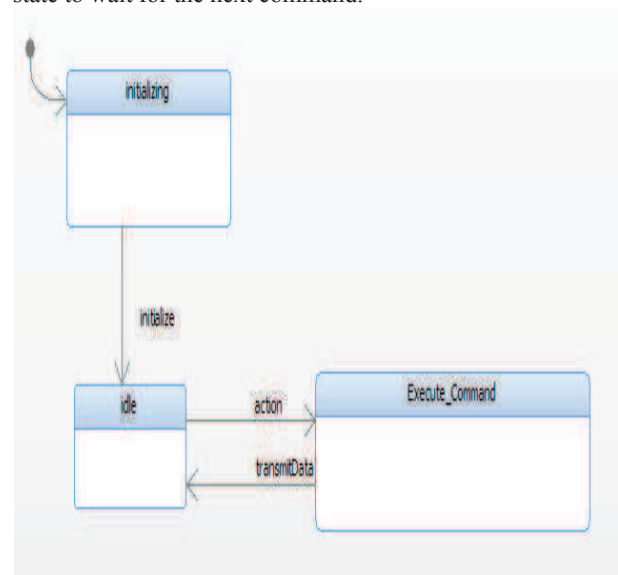 state to wait for the next command.
initializing
initialize
idle
action
Execute_Command
transmitData